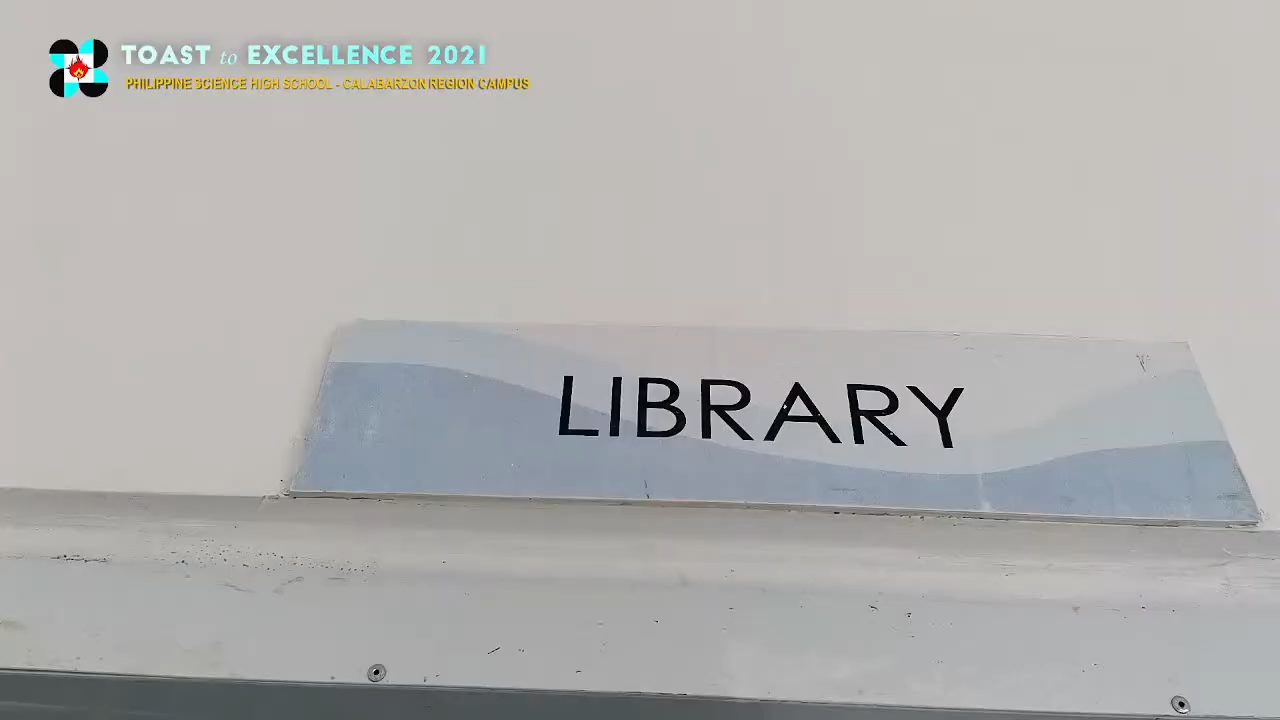 TOAST to EXCELLENCE 2021
PHILIPPINE SCIENCE HIGH SCHOOL - CALABARZON REGION CAMPUS
LIBRARY